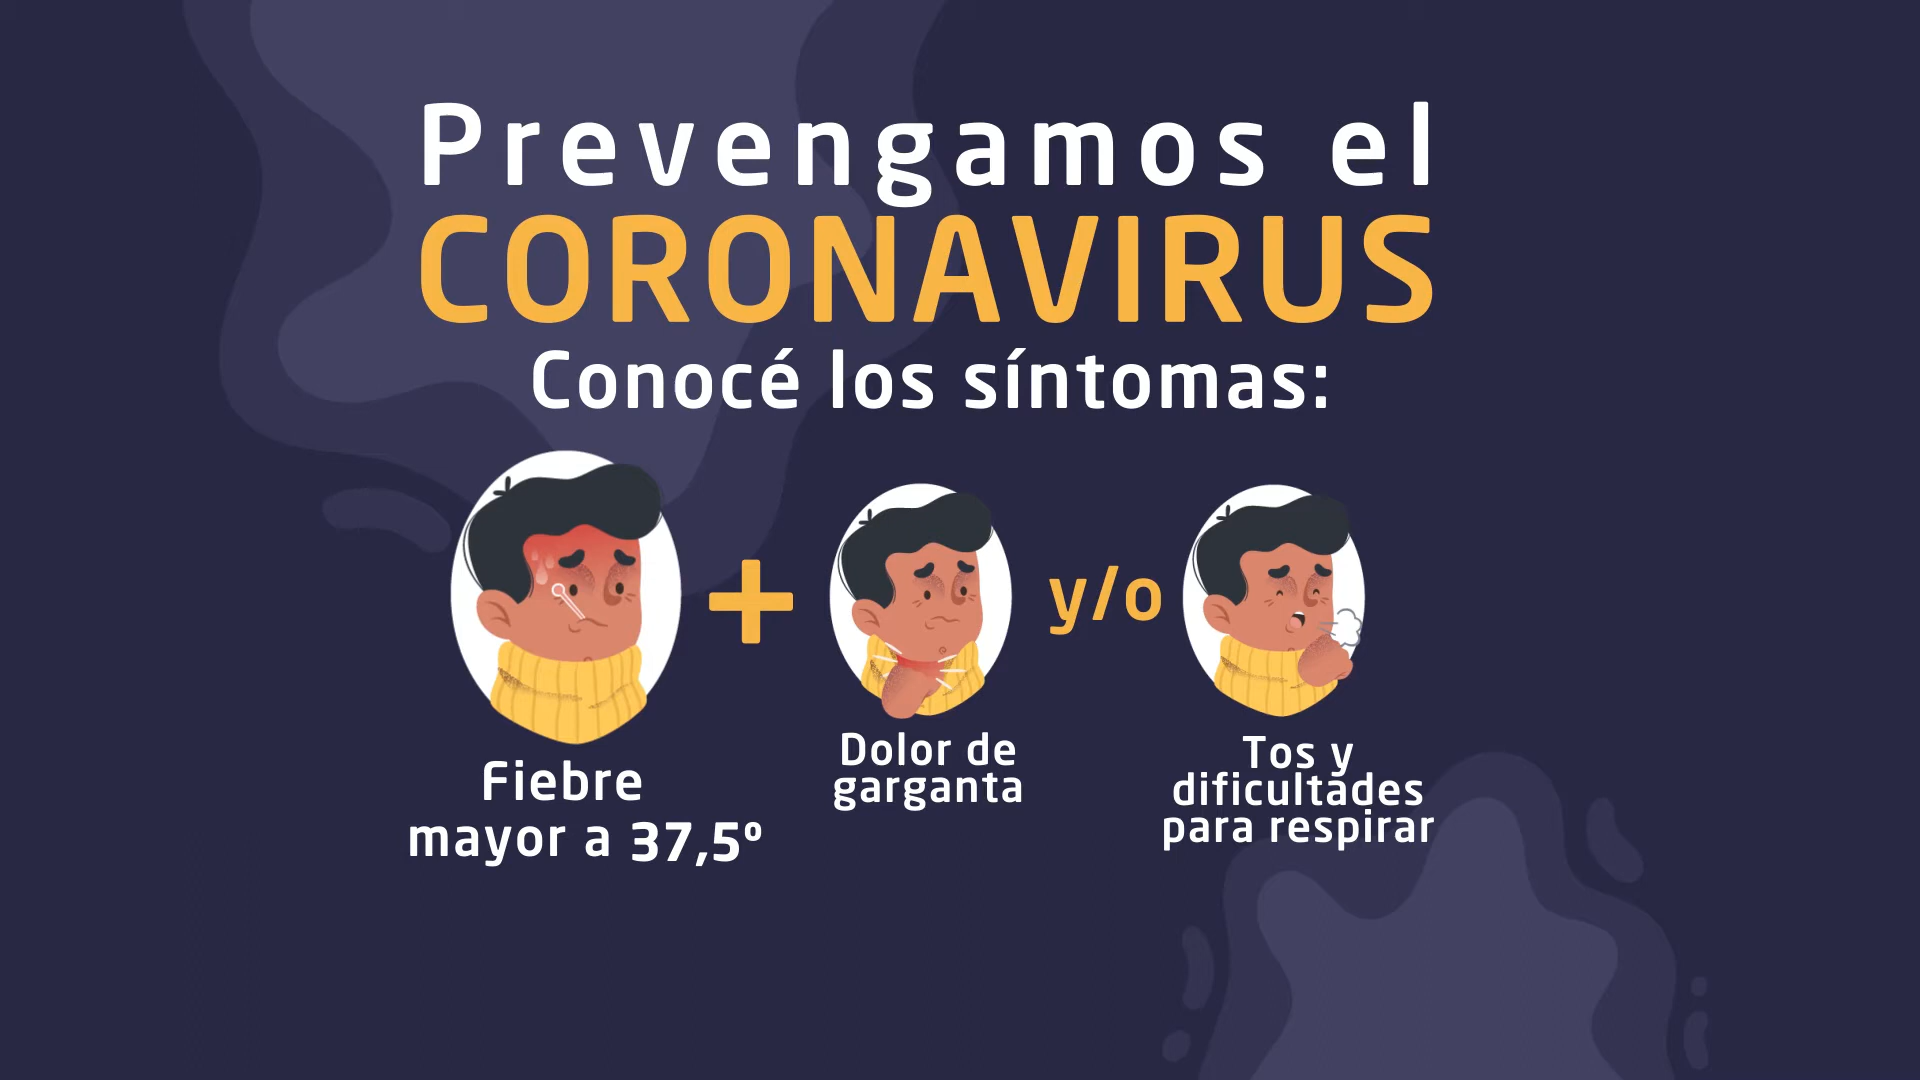 Prevengamos el
CORONAVIRUS
Conocé los síntomas:
+
y/o
Fiebre
mayor a 37,5º
Dolor de
garganta
Tos y
dificultades
para respirar